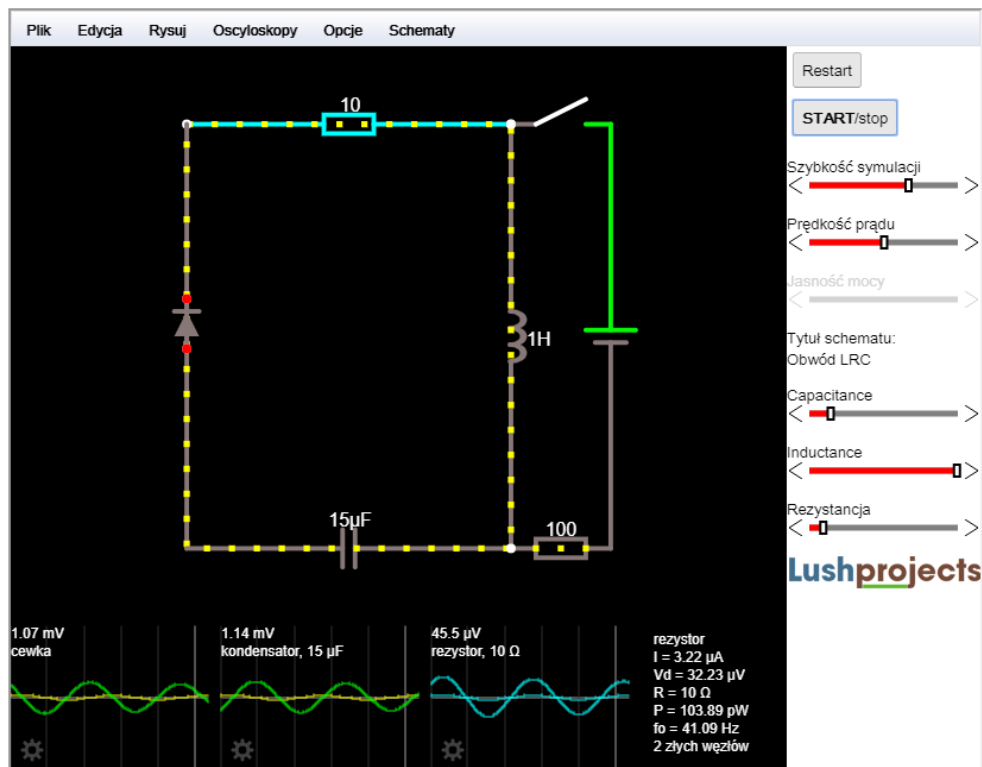 Plik Edycja Rysuj Oscyloskopy Opcje Schematy
Restart
START/stop
Szybkość symulacji
Prędkość prądu
Jasność mocy
Tytuł schematu:
Obwód LRC
Capacitance
Inductance
Rezystancja
Lushprojects
10
1H
15µF
100
1.07 mV
cewka
1.14 mV
kondensator, 15 µF
45.5 µV
rezystor, 10 Ω
rezystor
I = 3.22 µA
Vd = 32.23 µV
R = 10 Ω
P = 103.89 pW
fo = 41.09 Hz
2 złych węzłów